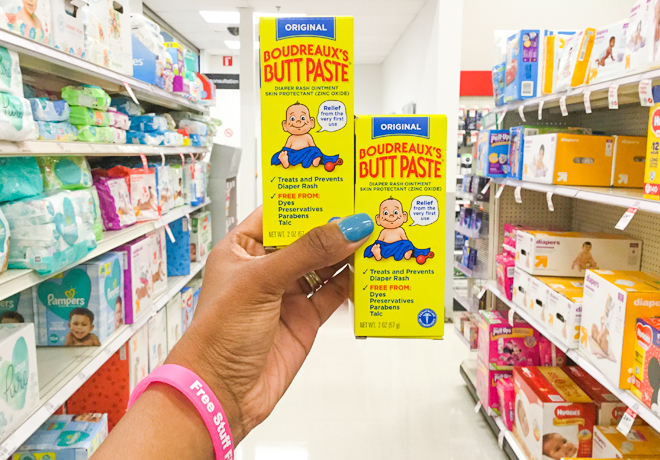 ORIGINAL
BOUDREAUX'S
BUTT PASTE
DIAPER RASH OINTMENT
SKIN PROTECTANT (ZINC OXIDE)
Relief
from the
very first
use
✓ Treats and Prevents
Diaper Rash
✓ FREE FROM:
Dyes
Preservatives
Parabens
Talc
NET WT. 2 OZ
ORIGINAL
BOUDREAUX'S
BUTT PASTE
DIAPER RASH OINTMENT
SKIN PROTECTANT (ZINC OXIDE)
Relief
from the
very first
use
✓ Treats and Prevents
Diaper Rash
✓ FREE FROM:
Dyes
Preservatives
Parabens
Talc
NET WT. 2 OZ (57 g)
Free Stuff F
Pampers
pure
diapers
Huggies